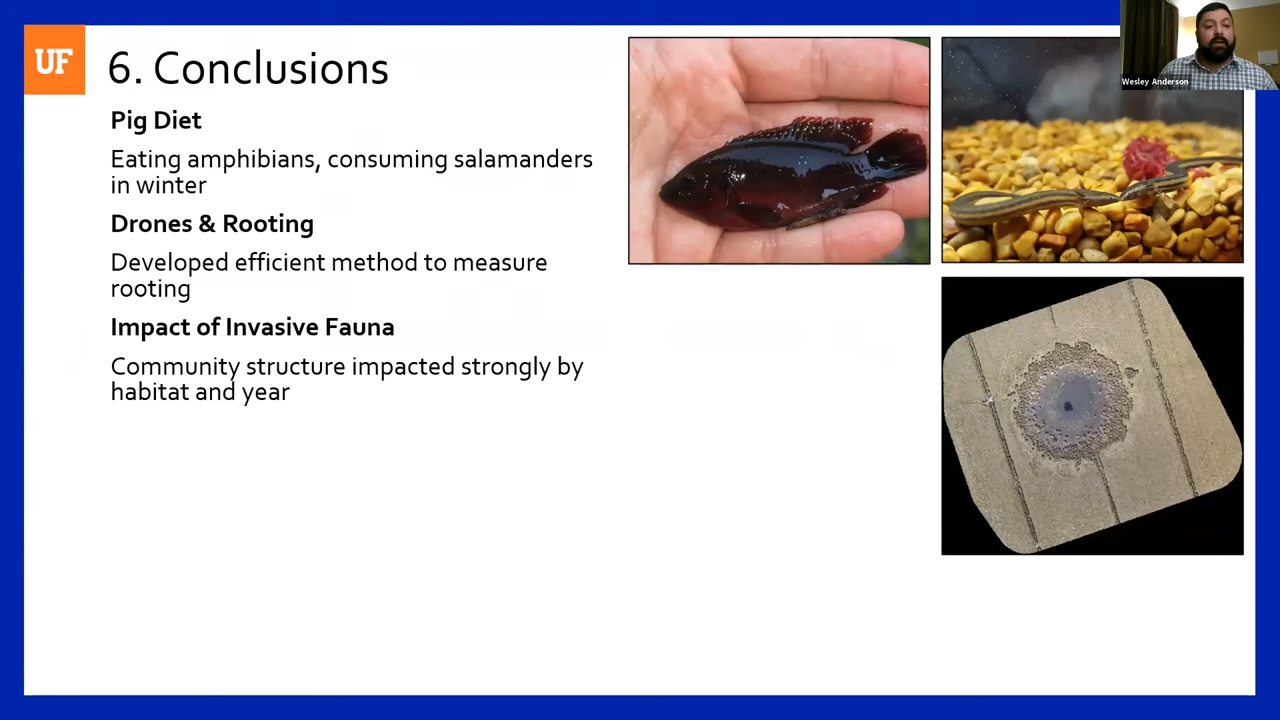 UF
6. Conclusions
Pig Diet
Eating amphibians, consuming salamanders
in winter
Drones & Rooting
Developed efficient method to measure
rooting
Impact of Invasive Fauna
Community structure impacted strongly by
habitat and year
Wesley Anderson